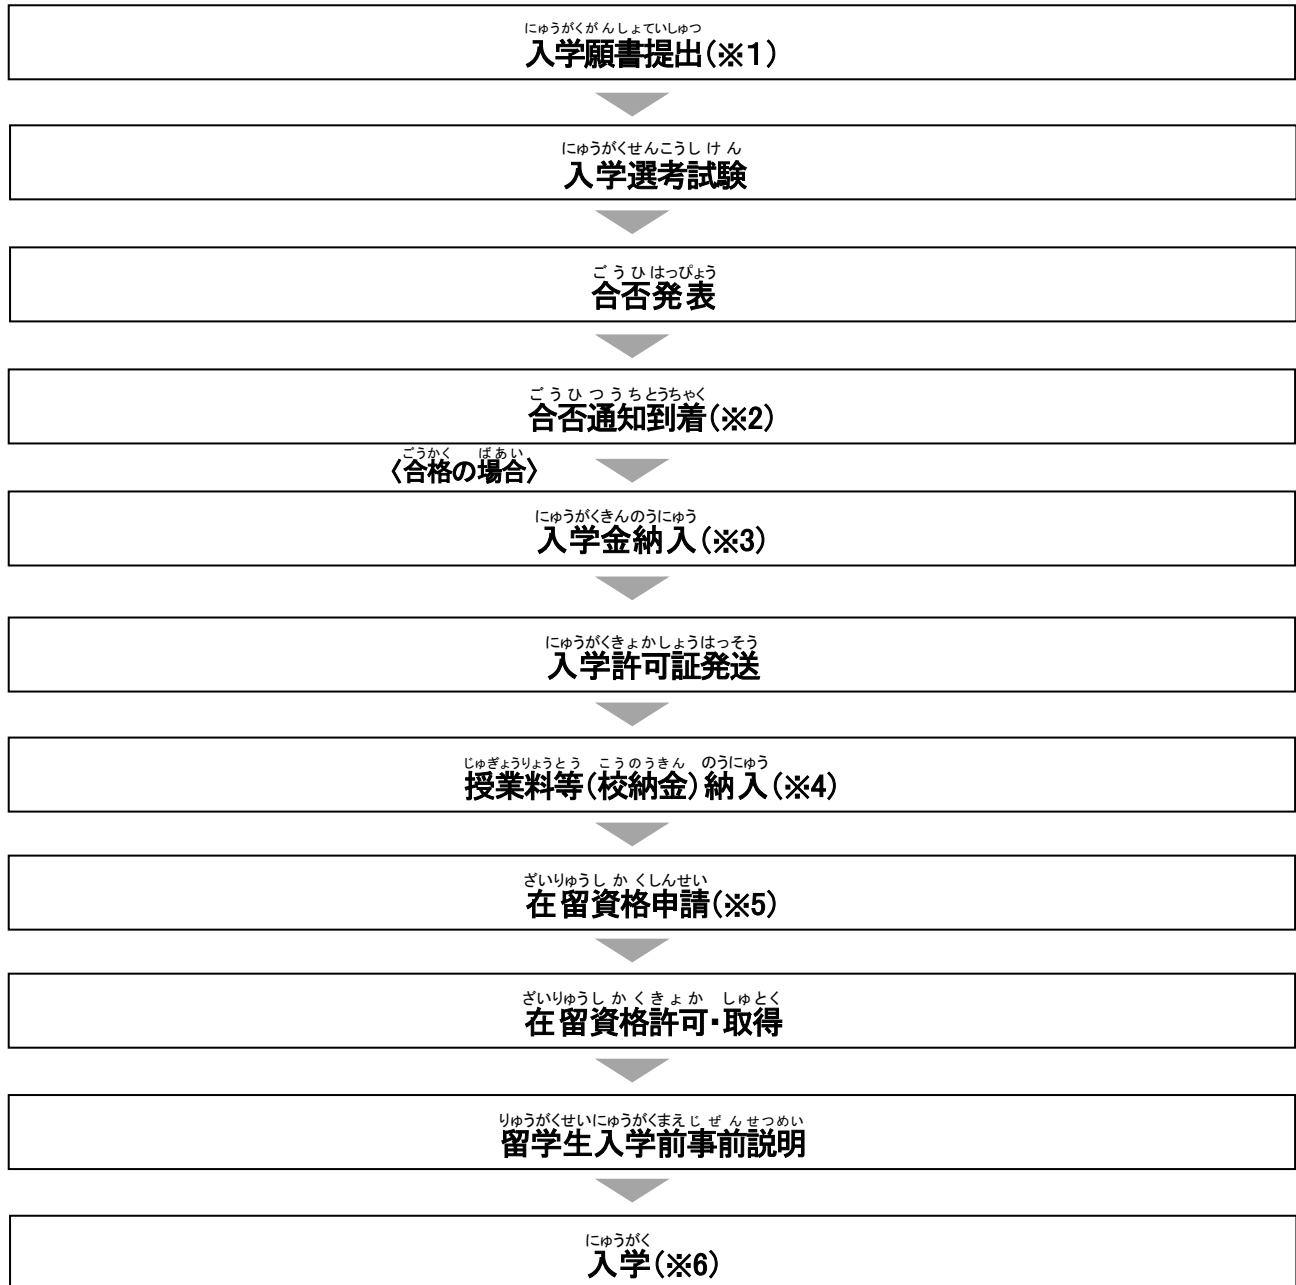 にゅうがくがんしょていしゅつ
入学願書提出(※1)
にゅうがくせんこうしけん
入学選考試験
ごうひはっぴょう
合否発表
ごうひつうちとうちゃく
合否通知到着(※2)
ごうかく ばあい
〈合格の場合〉
にゅうがくきんのうにゅう
入学金納入(※3)
にゅうがくきょかしょうはっそう
入学許可証発送
じゅぎょうりょうとう こうのうきん のうにゅう
授業料等(校納金)納入(※4)
ざいりゅうしかくしんせい
在留資格申請(※5)
ざいりゅうしかくきょか しゅとく
在留資格許可・取得
りゅうがくせいにゅうがくまえじぜんせつめい
留学生入学前事前説明
にゅうがく
入学(※6)